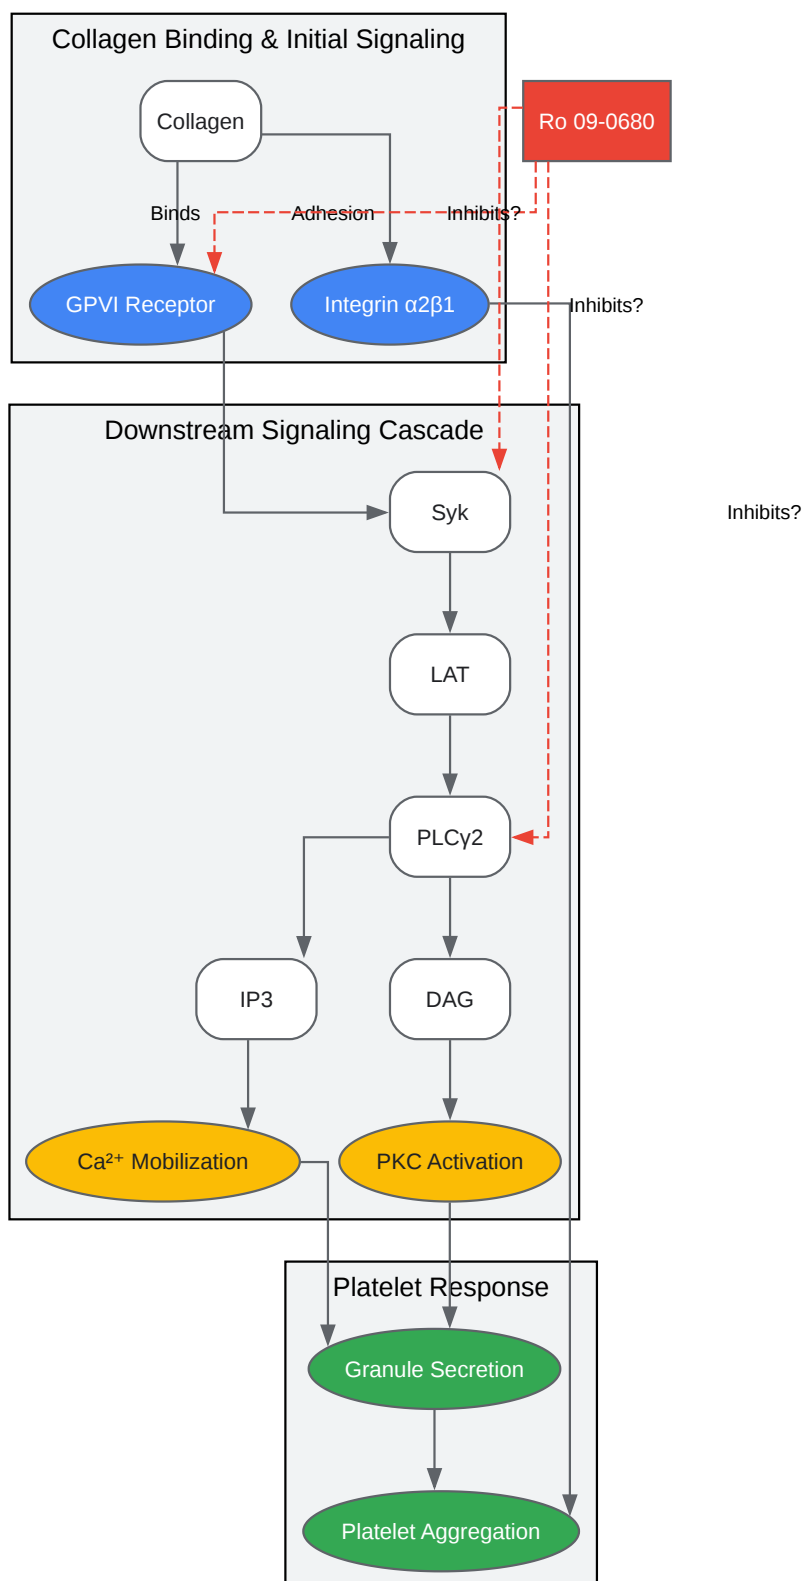 Collagen Binding & Initial Signaling
Collagen
Ro 09-0680
Binds
Adhesion
Inhibits?
GPVI Receptor
Integrin α2β1
Inhibits?
Downstream Signaling Cascade
Syk
Inhibits?
LAT
PLCγ2
IP3
DAG
Ca²⁺ Mobilization
PKC Activation
Platelet Response
Granule Secretion
Platelet Aggregation